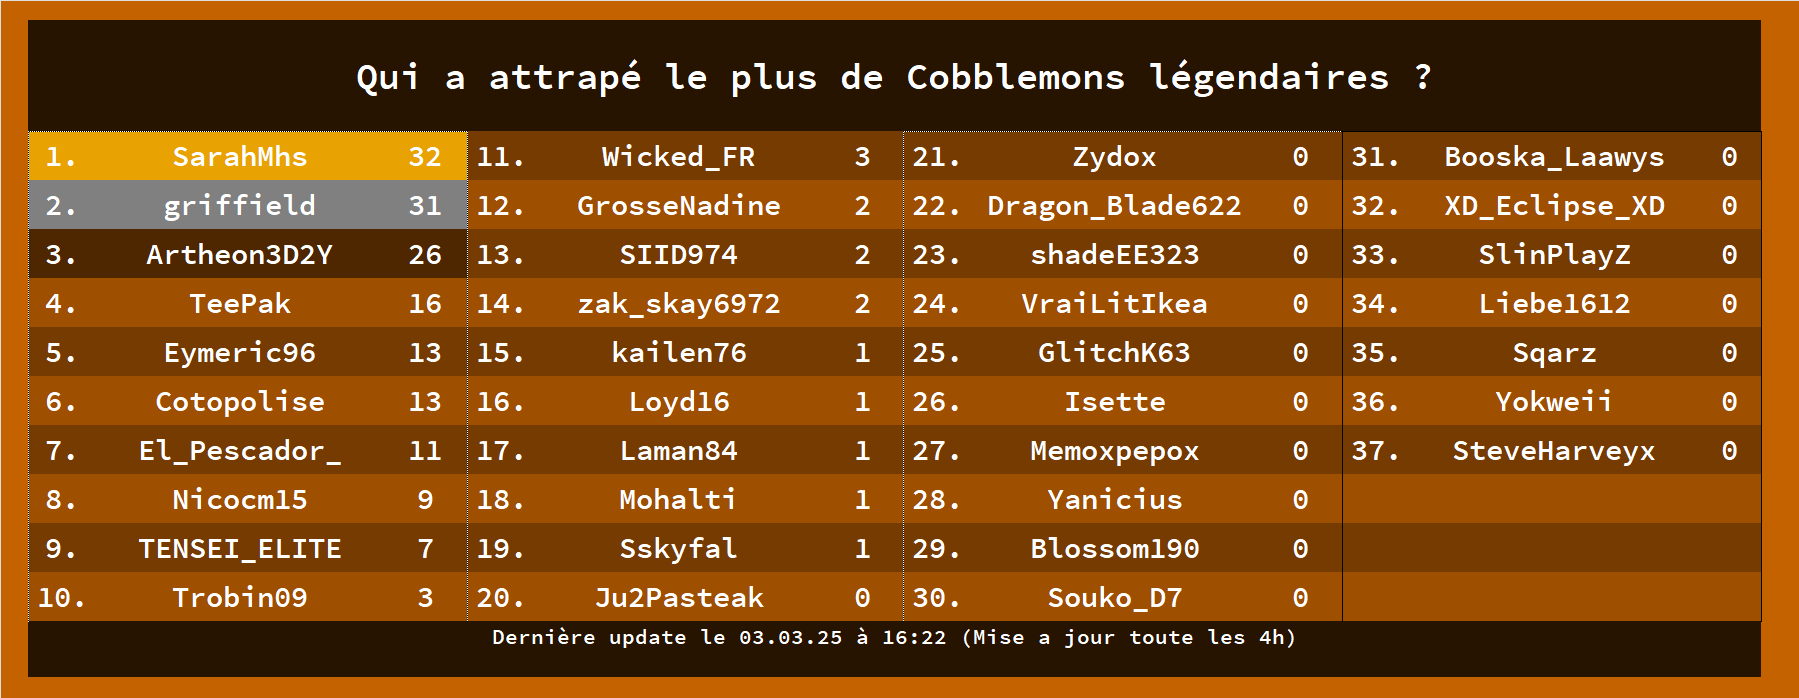 Qui a attrapé le plus de Cobblemons légendaires ?
1. SarahMhs 32
2. griffield 31
3. Artheon3D2Y 26
4. TeePak 16
5. Eymeric96 13
6. Cotopolise 13
7. El_Pescador_ 11
8. Nicocm15 9
9. TENSEI_ELITE 7
10. Trobin09 3
11. Wicked_FR 3
12. GrosseNadine 2
13. SIID974 2
14. zak_skay6972 2
15. kailen76 1
16. Loyd16 1
17. Laman84 1
18. Mohalti 1
19. Sskyfal 1
20. Ju2Pasteak 0
21. Zydox 0
22. Dragon_Blade622 0
23. shadeEE323 0
24. VraiLitIkea 0
25. GlitchK63 0
26. Isette 0
27. Memoxpepox 0
28. Yanicius 0
29. Blossom190 0
30. Souko_D7 0
31. Booska_Laawys 0
32. XD_Eclipse_XD 0
33. SlinPlayZ 0
34. Liebe1612 0
35. Sqarz 0
36. Yokweii 0
37. SteveHarveyx 0
Dernière update le 03.03.25 à 16:22 (Mise a jour toute les 4h)